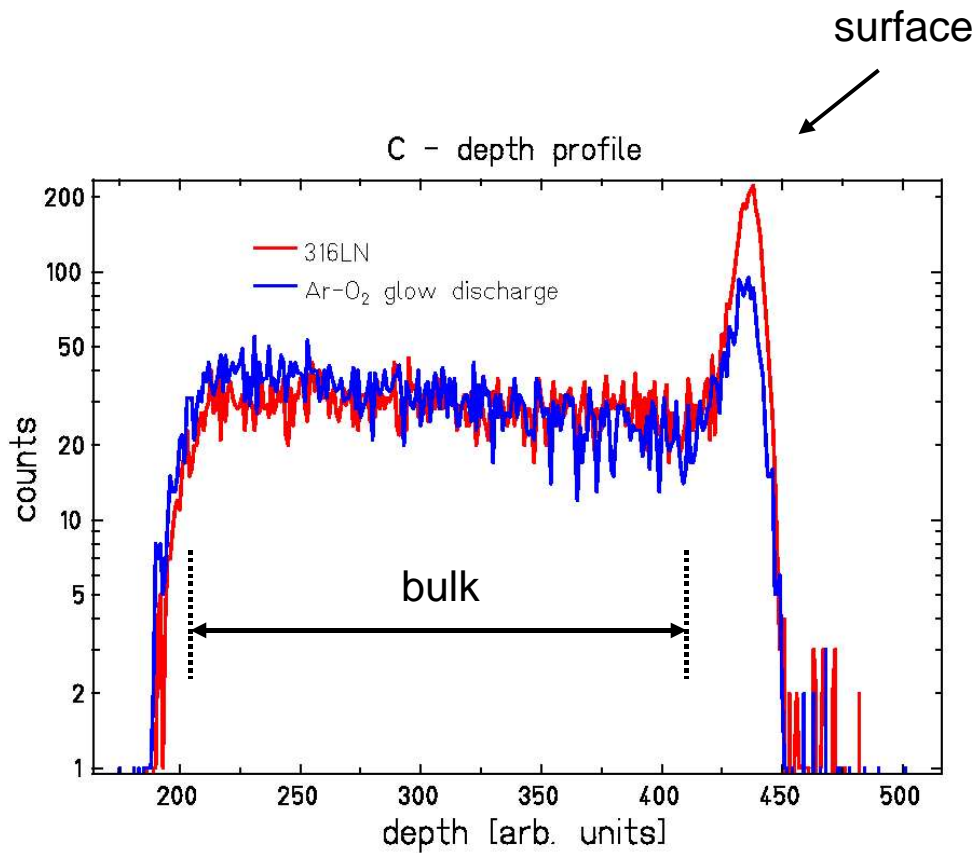 surface
C - depth profile
200
100
50
20
10
5
2
1
counts
316LN
Ar-O₂ glow discharge
bulk
200 250 300 350 400 450 500
depth [arb. units]